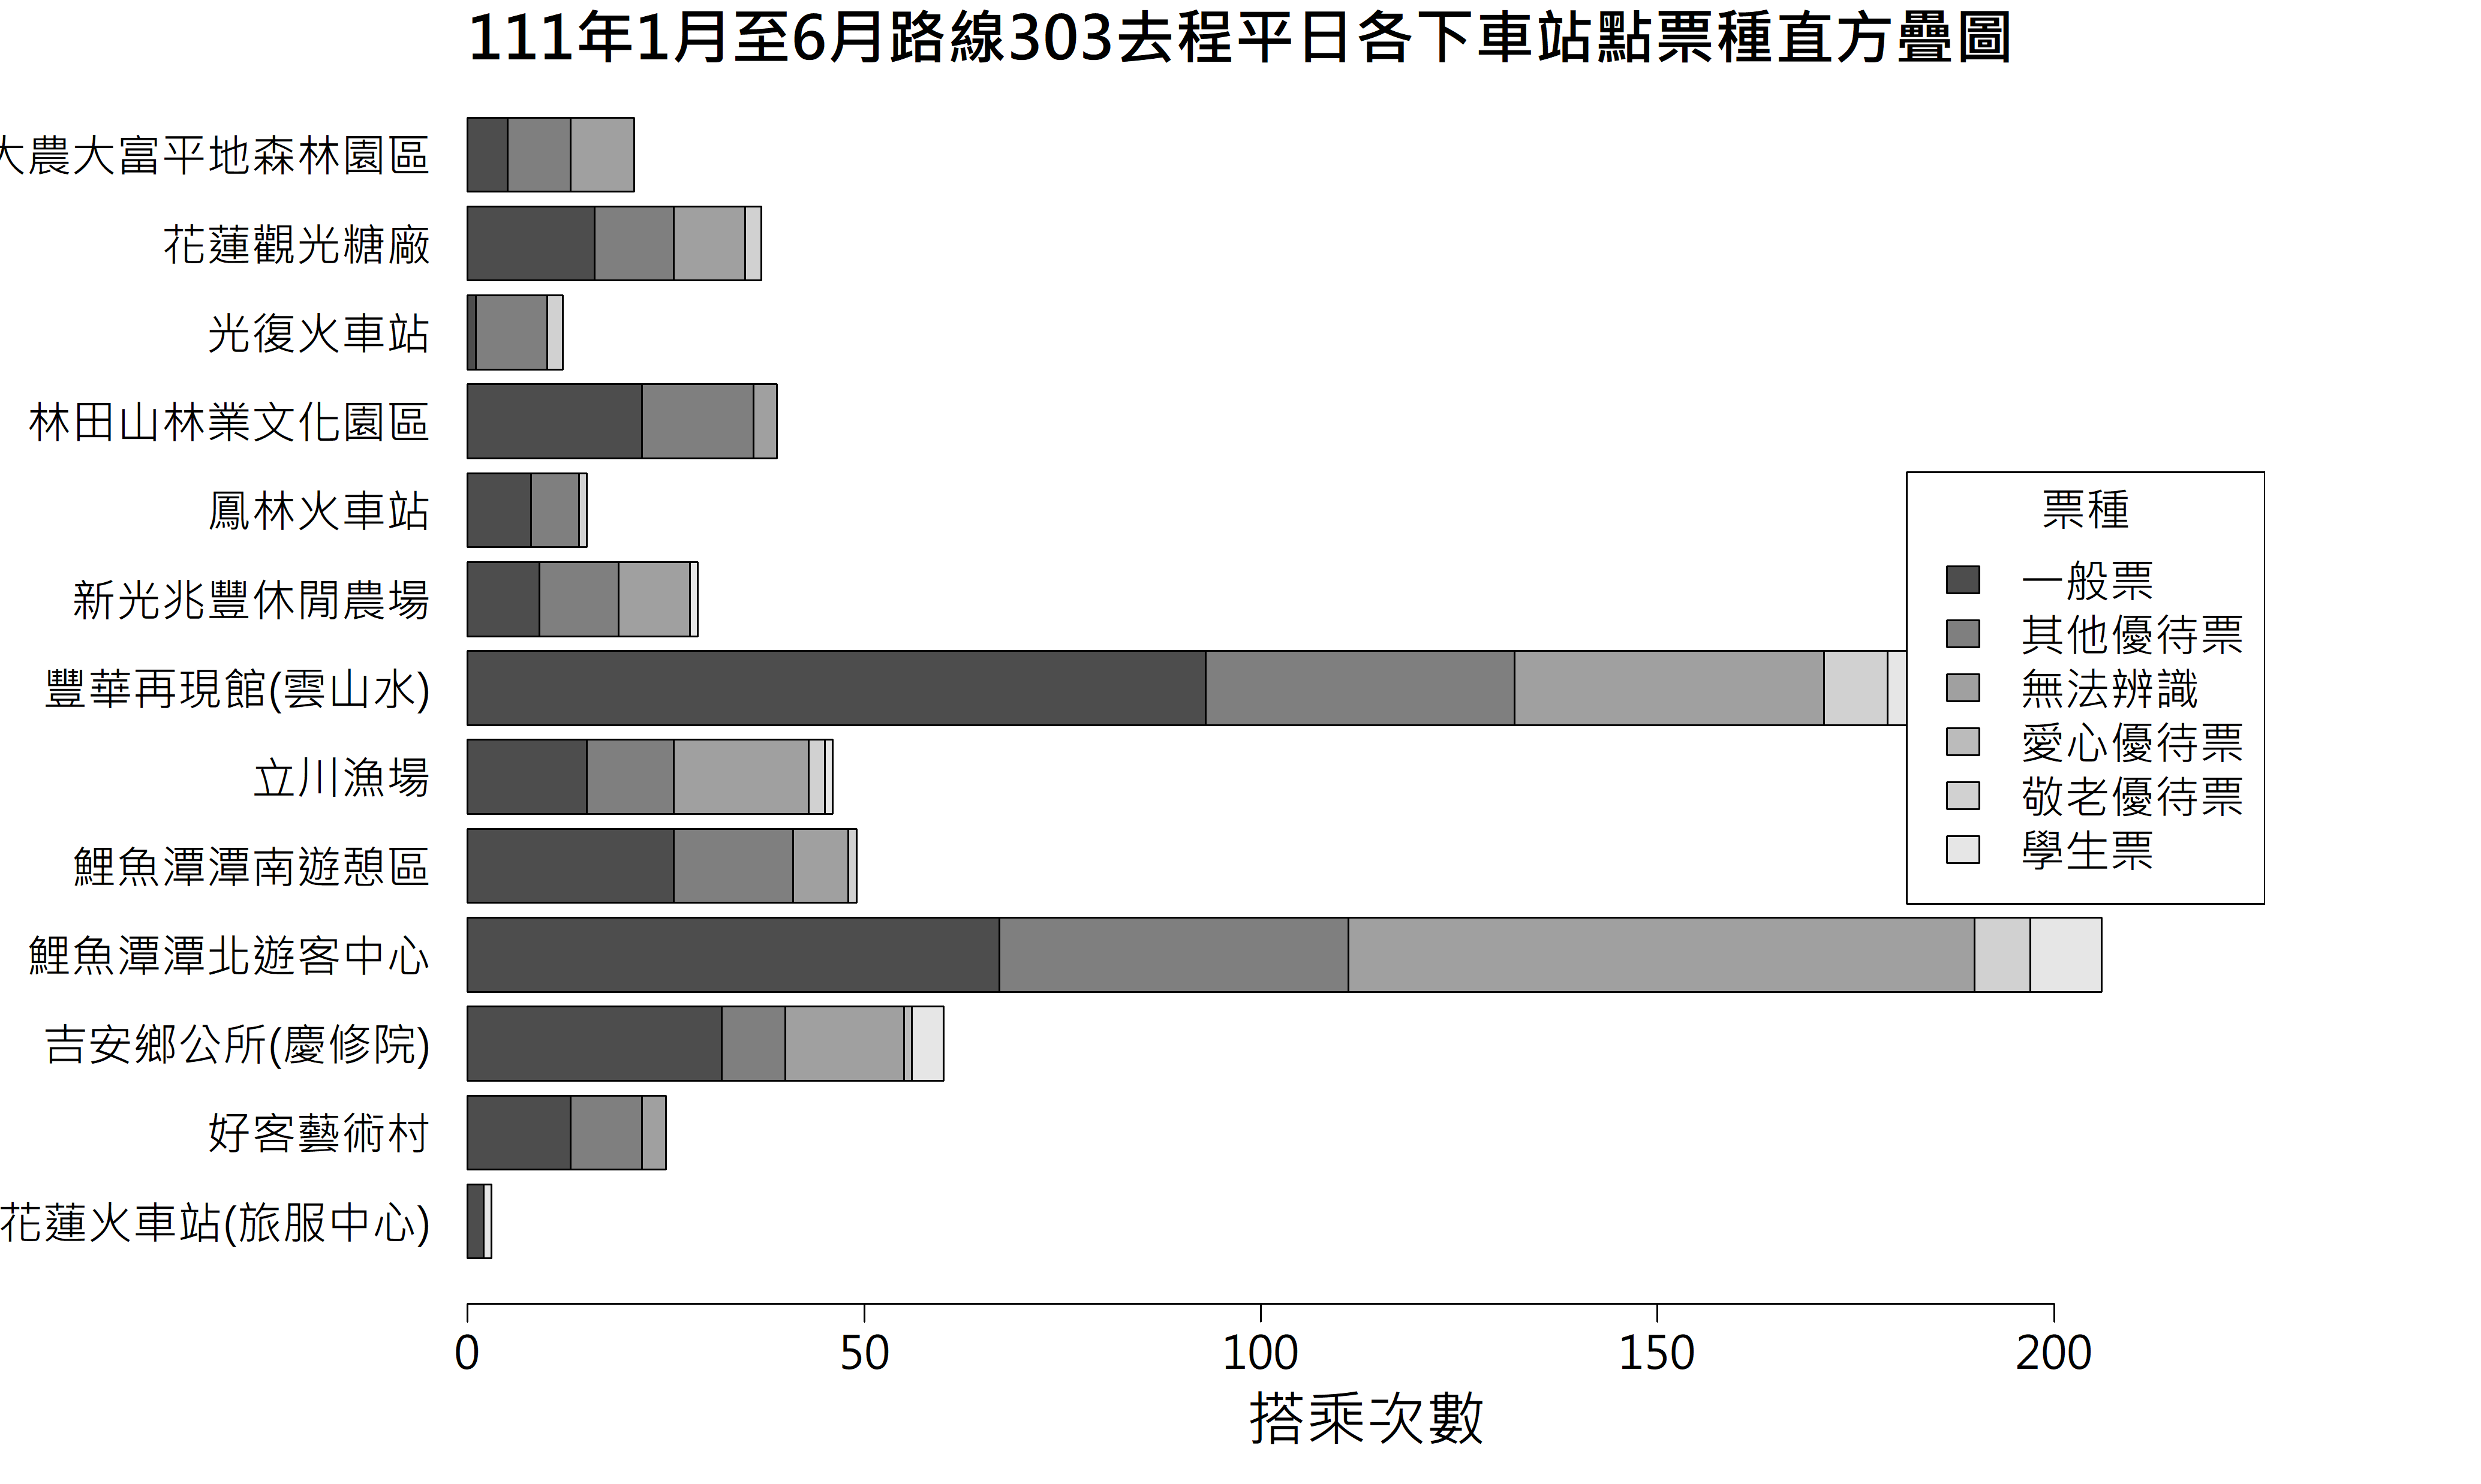 111年1月至6月路線303去程平日各下車站點票種直方疊圖
大農大富平地森林園區
花蓮觀光糖廠
光復火車站
林田山林業文化園區
鳳林火車站
新光兆豐休閒農場
豐華再現館(雲山水)
立川漁場
鯉魚潭潭南遊憩區
鯉魚潭潭北遊客中心
吉安鄉公所(慶修院)
好客藝術村
花蓮火車站(旅服中心)
票種
一般票
其他優待票
無法辨識
愛心優待票
敬老優待票
學生票
0 50 100 150 200
搭乘次數